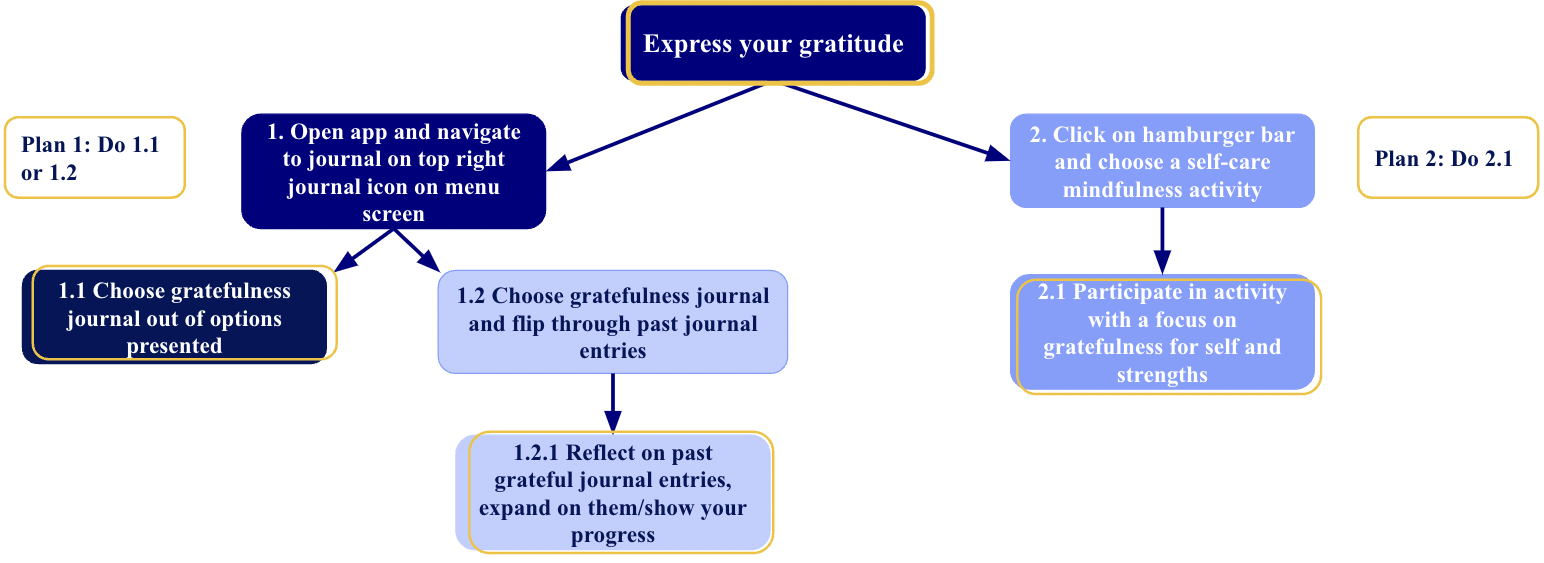 Express your gratitude
Plan 1: Do 1.1
or 1.2
1. Open app and navigate
to journal on top right
journal icon on menu
screen
2. Click on hamburger bar
and choose a self-care
mindfulness activity
Plan 2: Do 2.1
1.1 Choose gratefulness
journal out of options
presented
1.2 Choose gratefulness journal
and flip through past journal
entries
2.1 Participate in activity
with a focus on
gratefulness for self and
strengths
1.2.1 Reflect on past
grateful journal entries,
expand on them/show your
progress